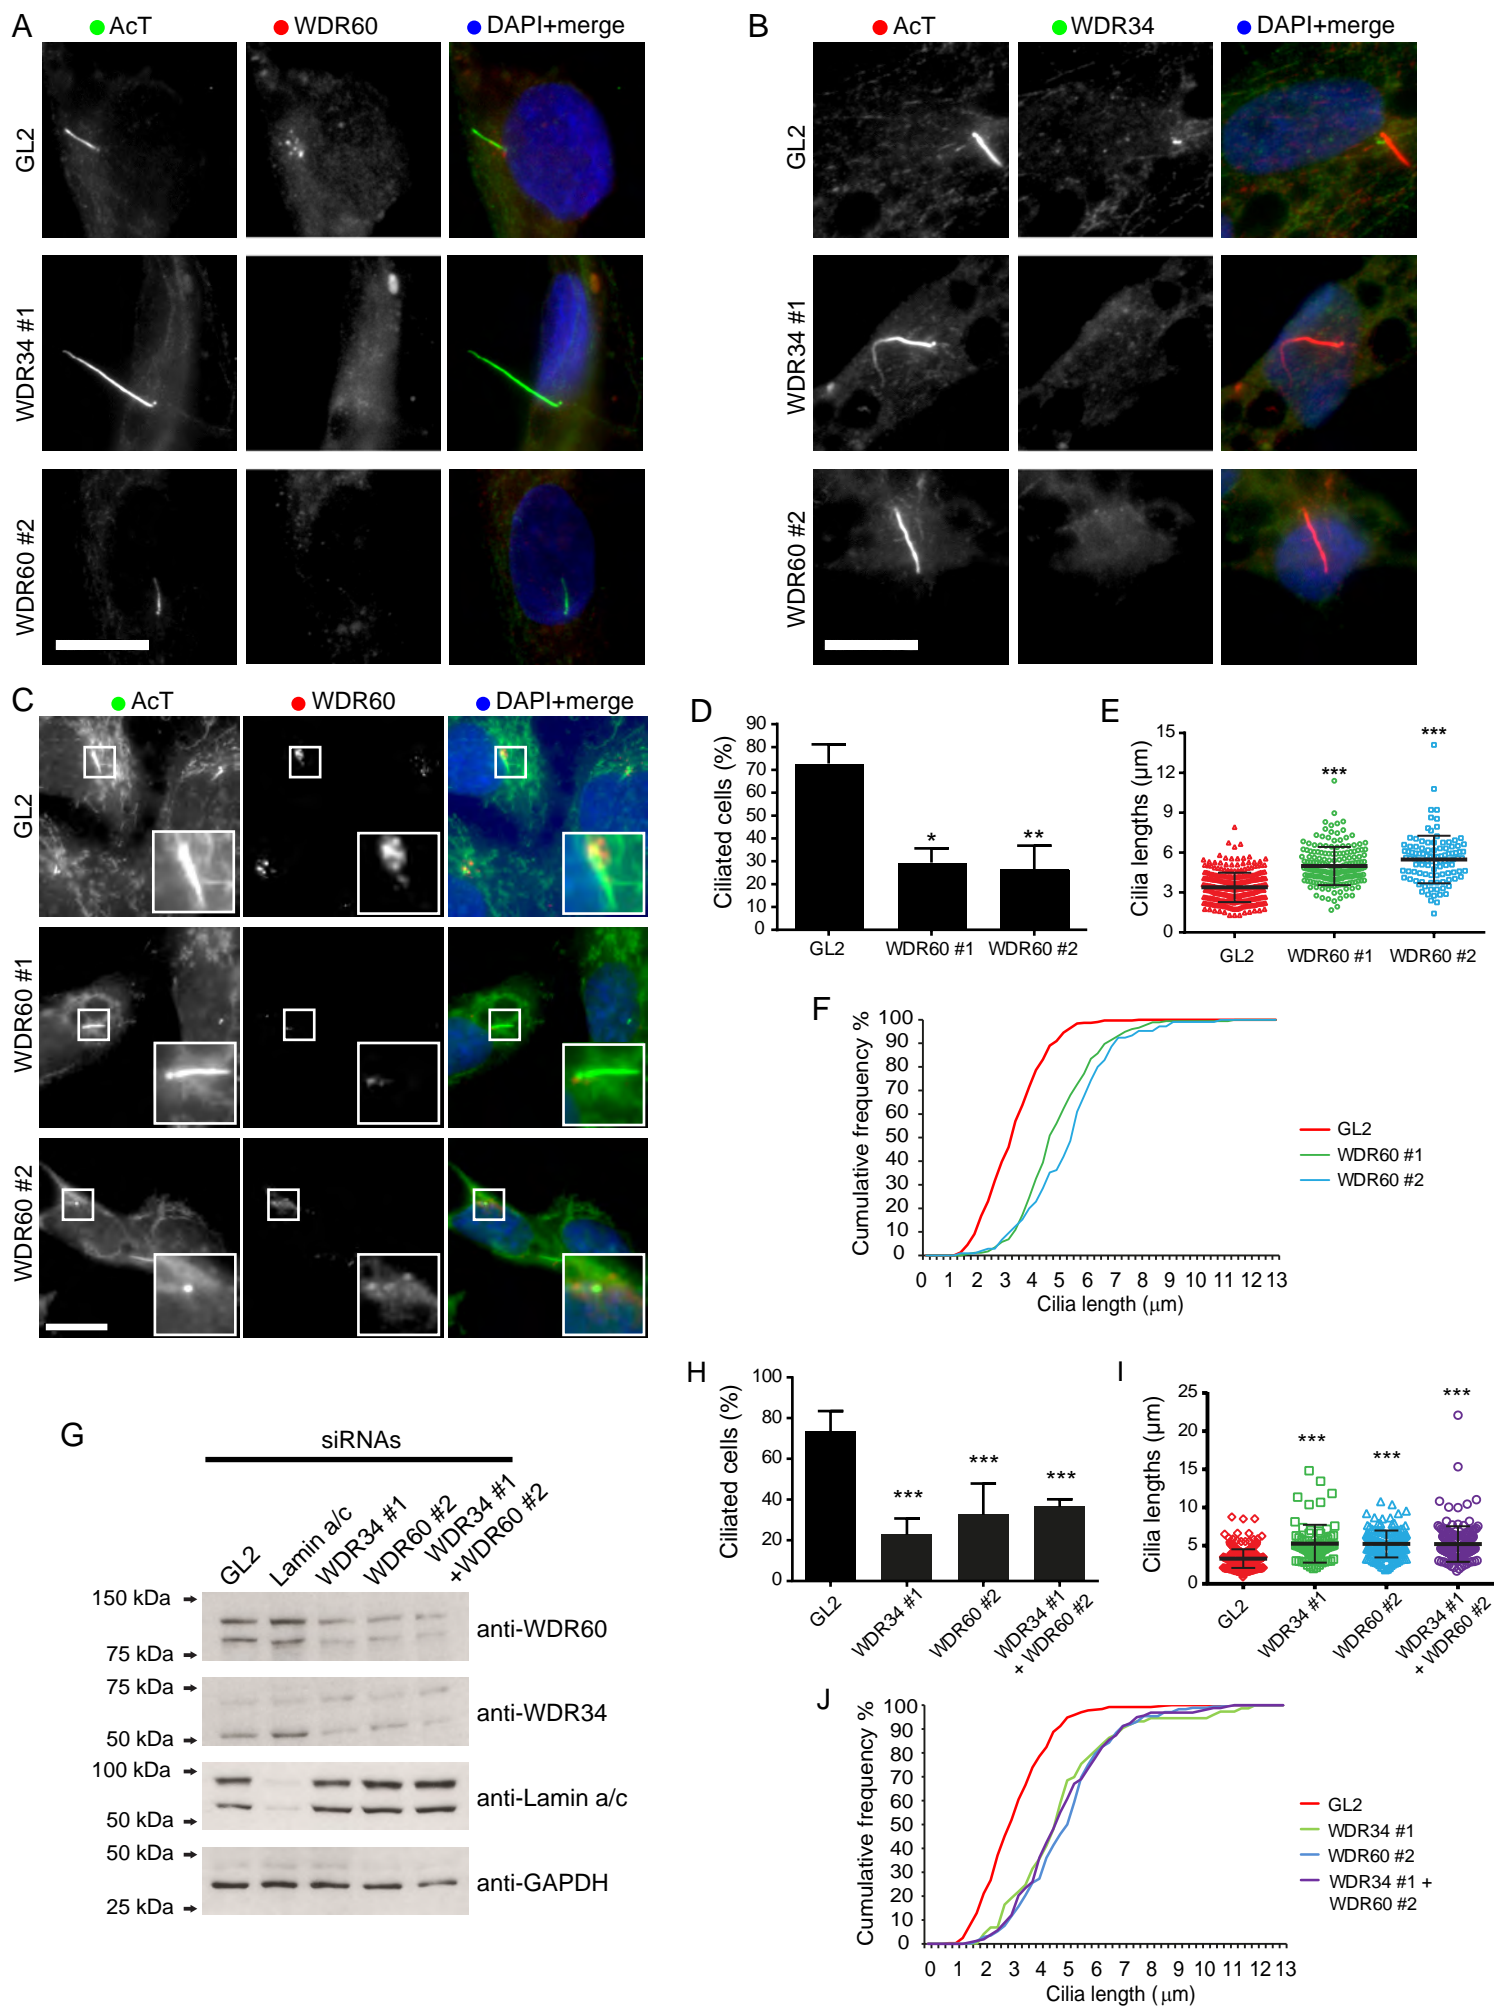 A
AcT
WDR60
DAPI+merge
GL2
WDR34 #1
WDR60 #2
B
AcT
WDR34
DAPI+merge
GL2
WDR34 #1
WDR60 #2
C
AcT
WDR60
DAPI+merge
GL2
WDR60 #1
WDR60 #2
D
Ciliated cells (%)
90
80
70
60
50
40
30
20
10
0
*
**
GL2
WDR60 #1
WDR60 #2
E
Cilia lengths (µm)
15
12
9
6
3
0
***
***
GL2
WDR60 #1
WDR60 #2
F
Cumulative frequency %
100
90
80
70
60
50
40
30
20
10
0
0 1 2 3 4 5 6 7 8 9 10 11 12 13
Cilia length (µm)
GL2
WDR60 #1
WDR60 #2
G
siRNAs
GL2
Lamin a/c
WDR34 #1
WDR60 #2
WDR34 #1
+WDR60 #2
150 kDa
75 kDa
anti-WDR60
75 kDa
50 kDa
anti-WDR34
100 kDa
50 kDa
anti-Lamin a/c
50 kDa
25 kDa
anti-GAPDH
H
Ciliated cells (%)
100
80
60
40
20
0
***
***
***
GL2
WDR34 #1
WDR60 #2
WDR34 #1
+ WDR60 #2
I
Cilia lengths (µm)
25
20
15
10
5
0
***
***
***
GL2
WDR34 #1
WDR60 #2
WDR34 #1
+ WDR60 #2
J
Cumulative frequency %
100
90
80
70
60
50
40
30
20
10
0
0 1 2 3 4 5 6 7 8 9 10 11 12 13
Cilia length (µm)
GL2
WDR34 #1
WDR60 #2
WDR34 #1 +
WDR60 #2